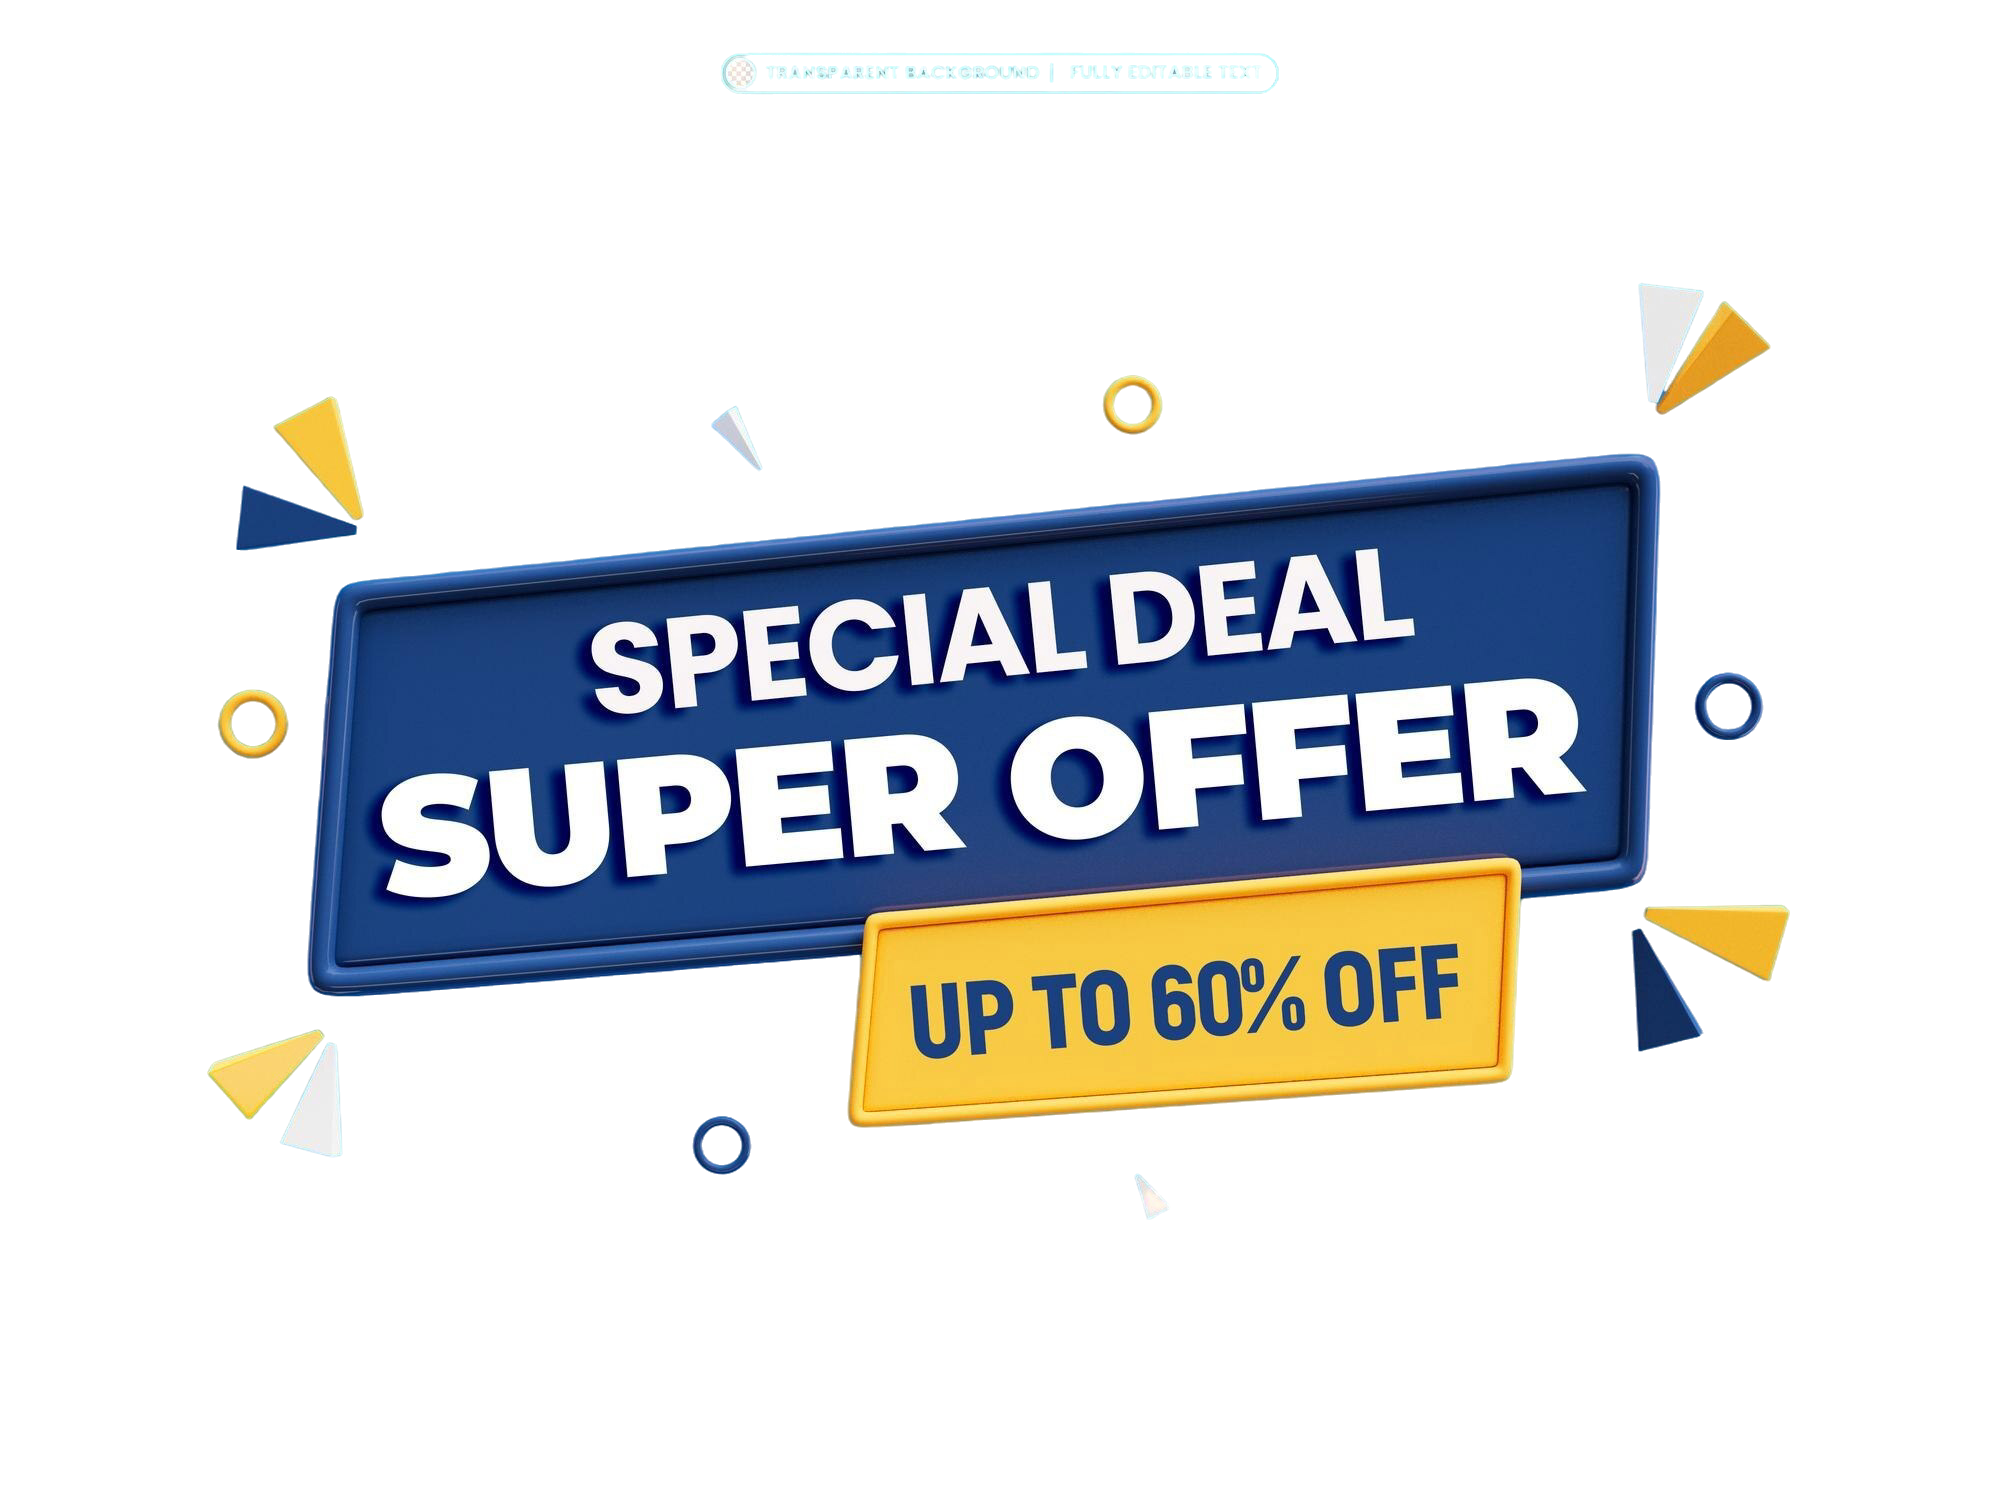 TRANSPARENT BACKGROUND | FULLY EDITABLE TEXT
SPECIAL DEAL
SUPER OFFER
UP TO 60% OFF